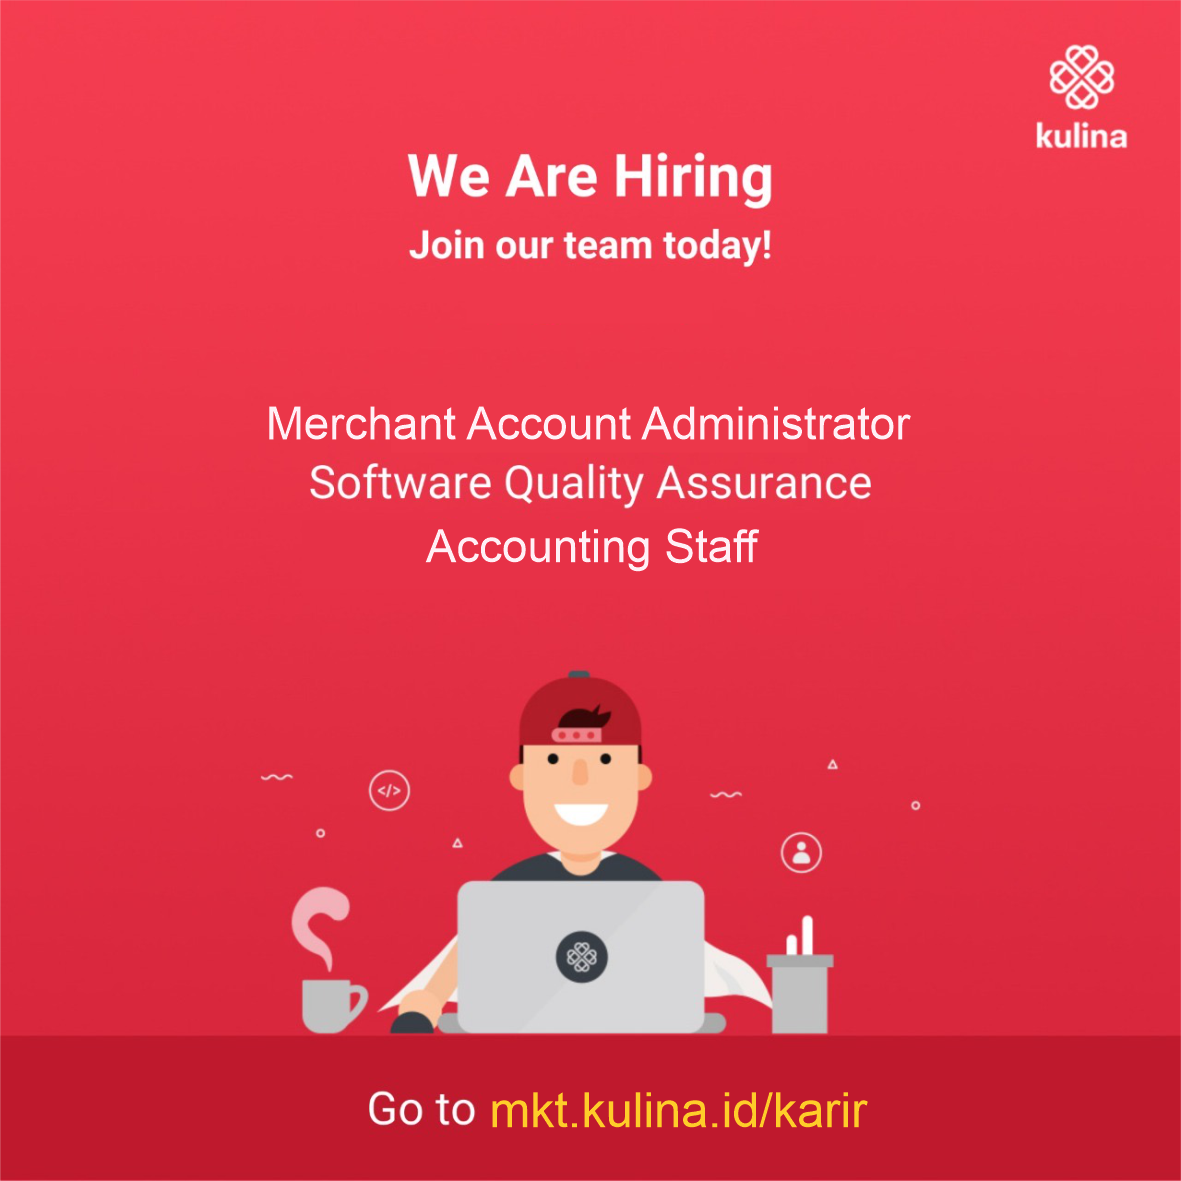 kulina
We Are Hiring
Join our team today!
Merchant Account Administrator
Software Quality Assurance
Accounting Staff
</>
Go to mkt.kulina.id/karir